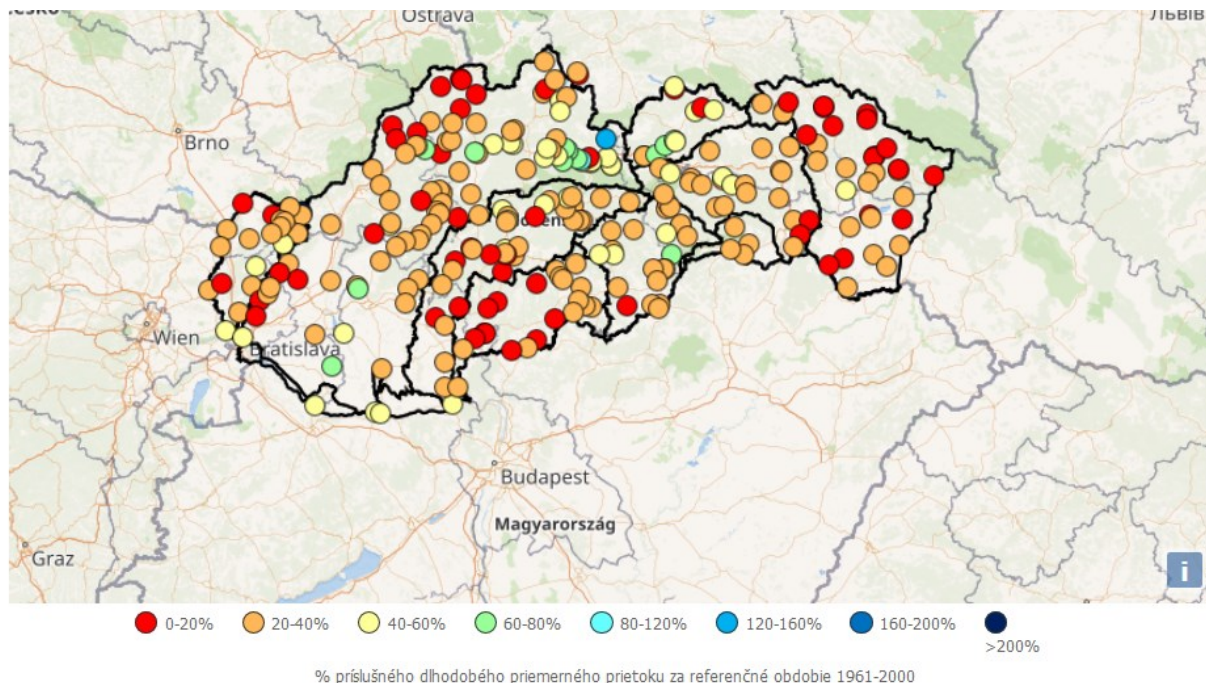 Ostrava
Львів
Brno
Wien
Bratislava
Budapest
Magyarország
Graz
i
0-20%
20-40%
40-60%
60-80%
80-120%
120-160%
160-200%
>200%
% príslušného dlhodobého priemerného prietoku za referenčné obdobie 1961-2000